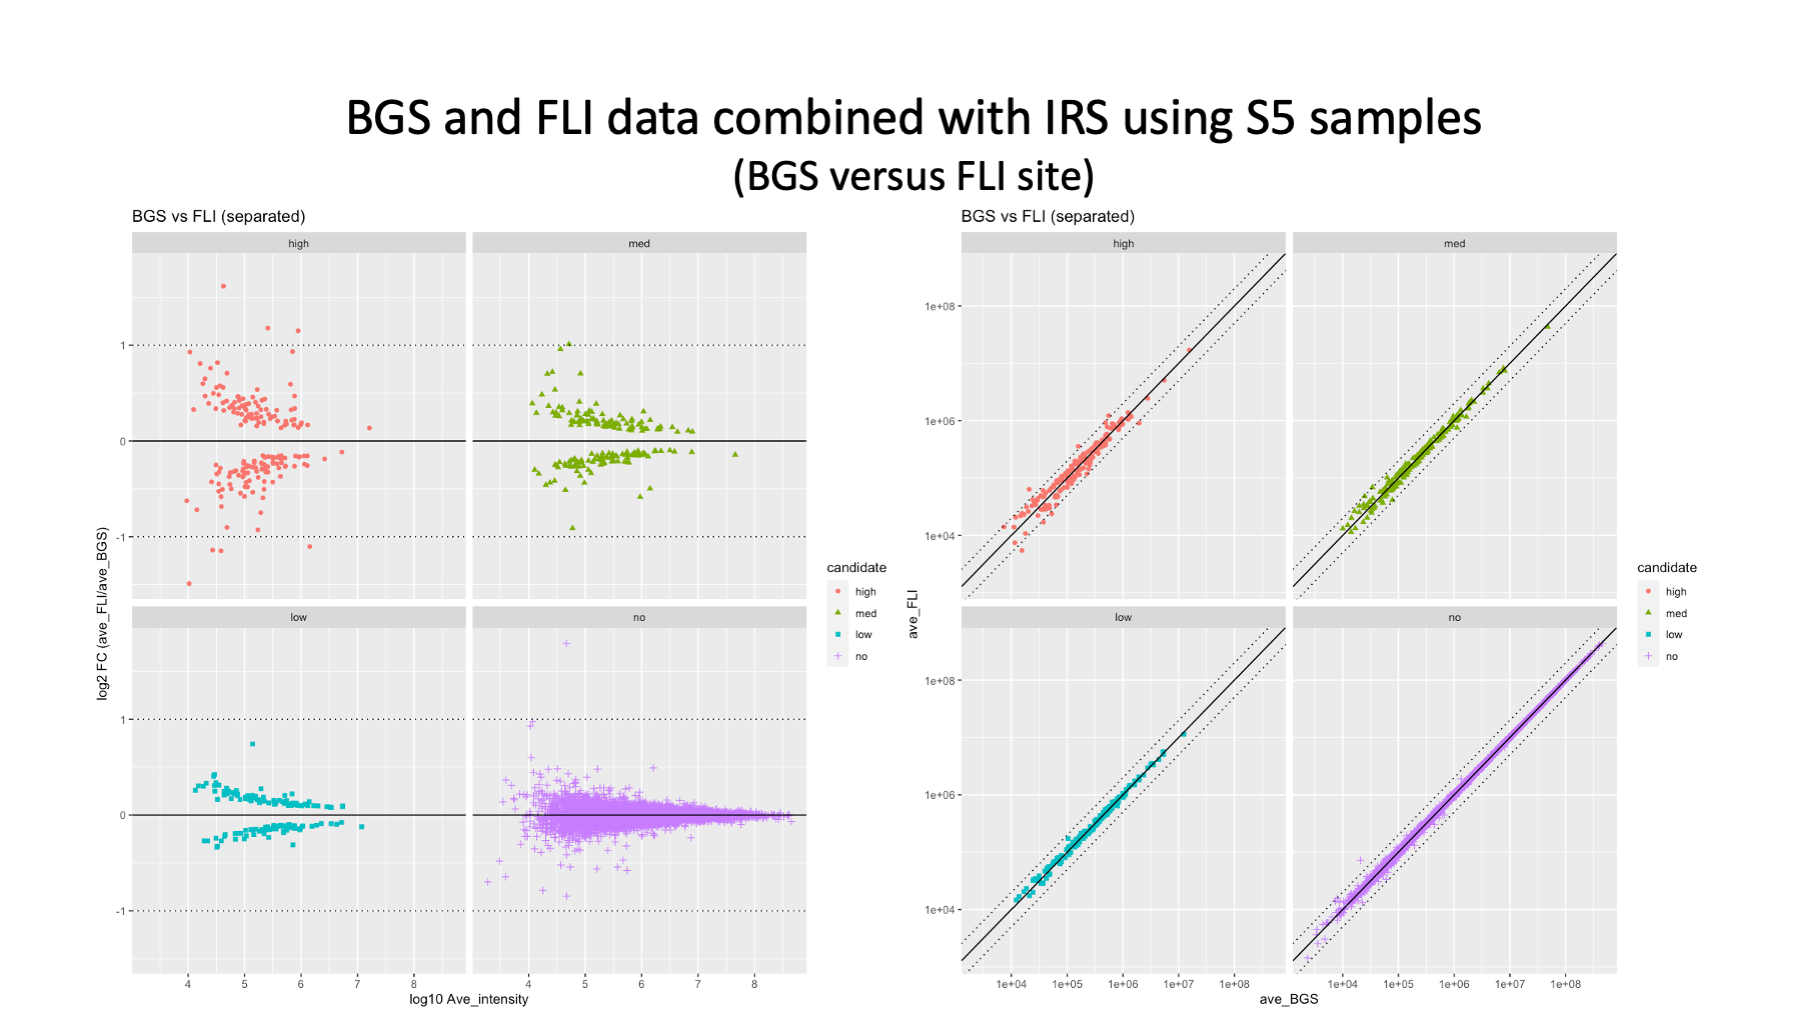 BGS and FLI data combined with IRS using S5 samples
(BGS versus FLI site)
BGS vs FLI (separated)
high
med
1
0
-1
low
no
1
0
-1
4
5
6
7
8
4
5
6
7
8
log10 Ave_intensity
log2 FC (ave_FLI/ave_BGS)
candidate
high
med
low
no
BGS vs FLI (separated)
high
med
1e+08
1e+06
1e+04
low
no
1e+08
1e+06
1e+04
1e+04
1e+05
1e+06
1e+07
1e+08
1e+04
1e+05
1e+06
1e+07
1e+08
ave_BGS
ave_FLI
candidate
high
med
low
no